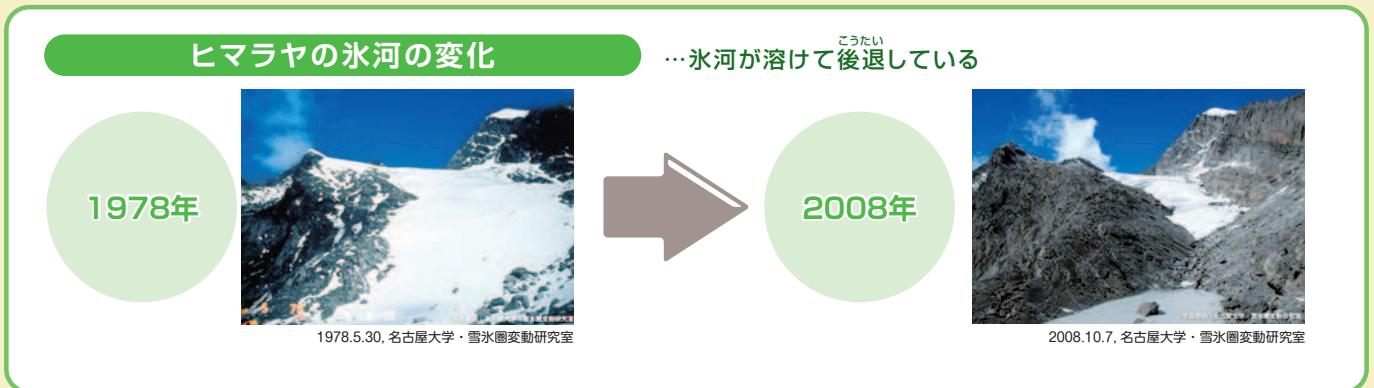 ヒマラヤの氷河の変化
…氷河が溶けて後退している
こうたい
1978年
2008年
1978.5.30, 名古屋大学・雪氷圏変動研究室
2008.10.7, 名古屋大学・雪氷圏変動研究室